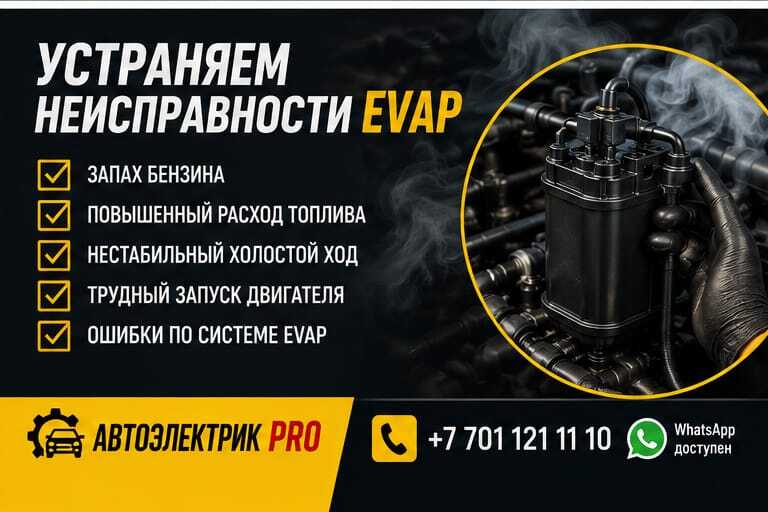 УСТРАНЯЕМ
НЕИСПРАВНОСТИ EVAP
ЗАПАХ БЕНЗИНА
ПОВЫШЕННЫЙ РАСХОД ТОПЛИВА
НЕСТАБИЛЬНЫЙ ХОЛОСТОЙ ХОД
ТРУДНЫЙ ЗАПУСК ДВИГАТЕЛЯ
ОШИБКИ ПО СИСТЕМЕ EVAP
АВТОЭЛЕКТРИК PRO
+7 701 121 11 10
WhatsApp
доступен